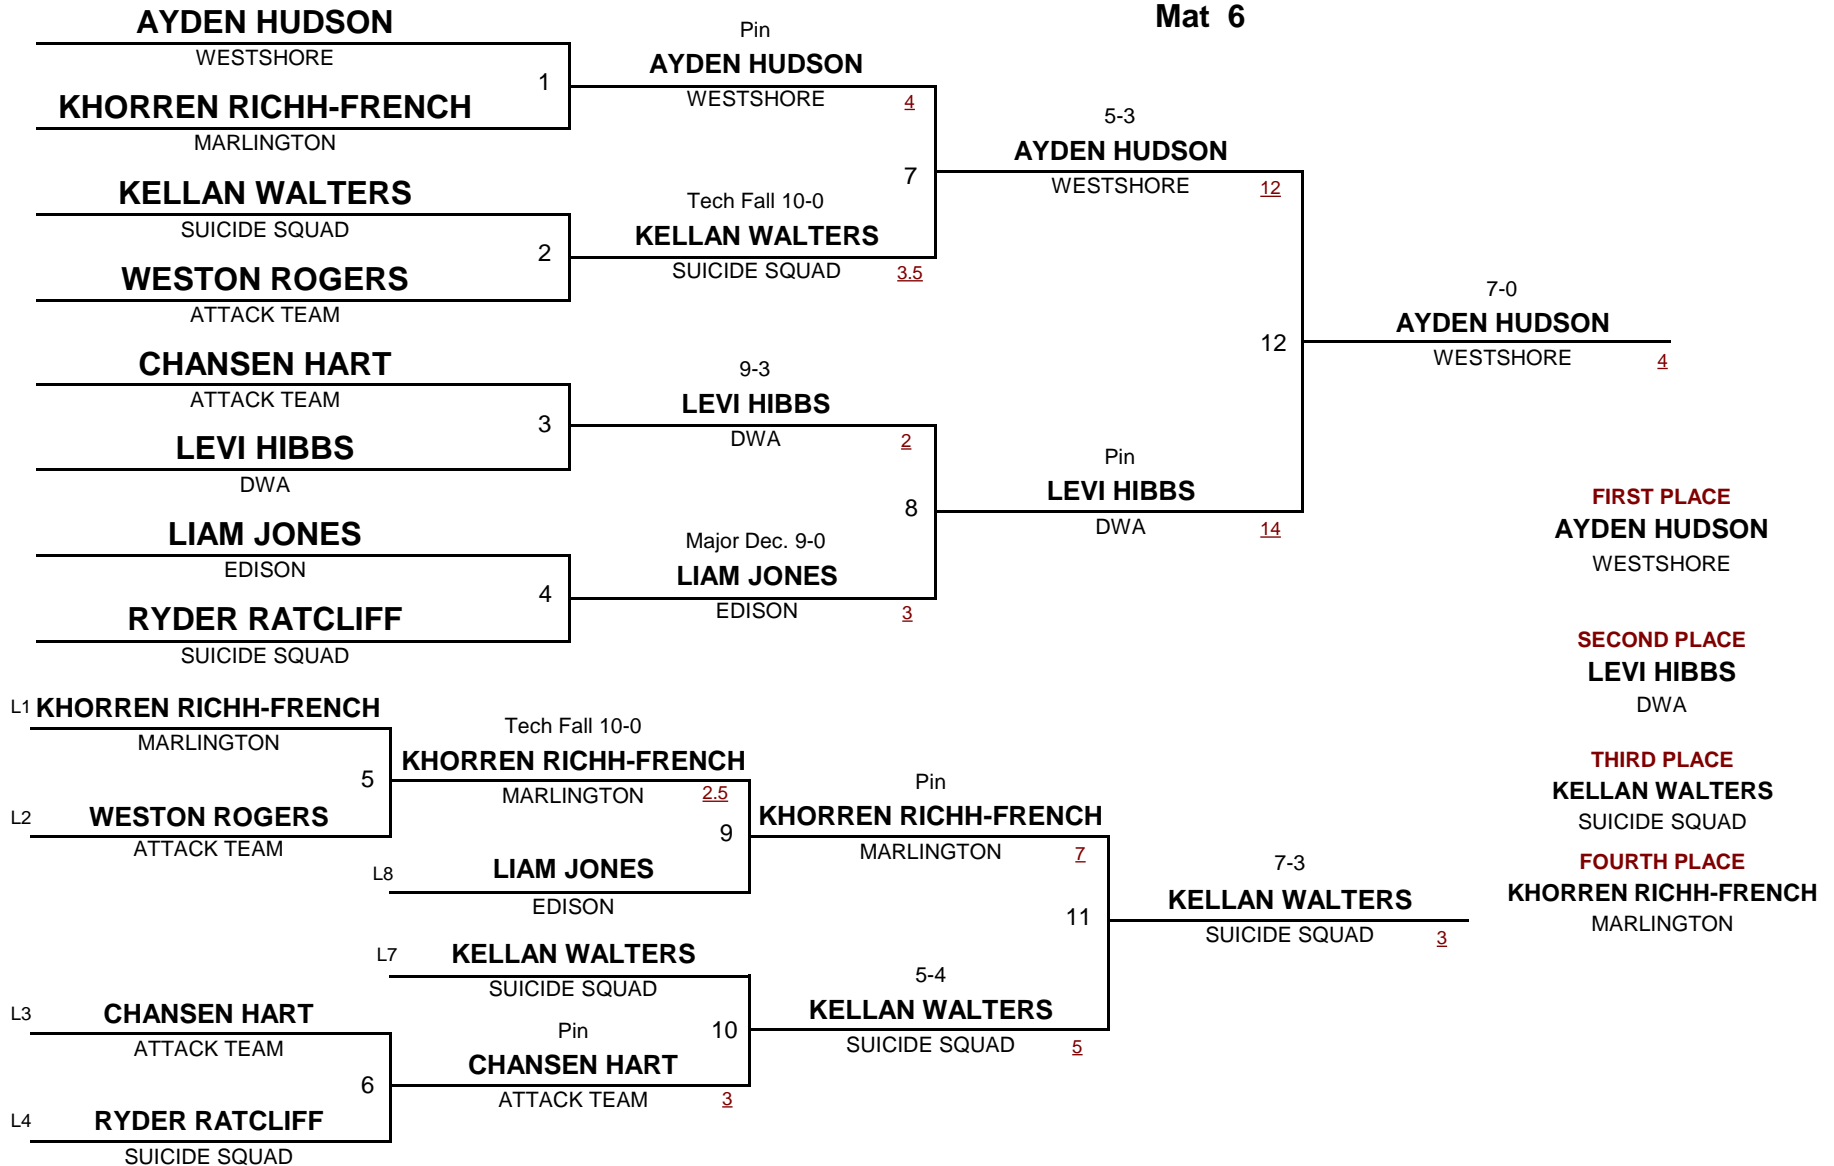 Mat 6
AYDEN HUDSON
WESTSHORE
1
KHORREN RICHH-FRENCH
MARLINGTON
Pin
AYDEN HUDSON
WESTSHORE 4
KELLAN WALTERS
SUICIDE SQUAD
2
WESTON ROGERS
ATTACK TEAM
7
Tech Fall 10-0
KELLAN WALTERS
SUICIDE SQUAD 3.5
5-3
AYDEN HUDSON
WESTSHORE 12
CHANSEN HART
ATTACK TEAM
3
LEVI HIBBS
DWA
9-3
LEVI HIBBS
DWA 2
LIAM JONES
EDISON
4
RYDER RATCLIFF
SUICIDE SQUAD
8
Major Dec. 9-0
LIAM JONES
EDISON 3
Pin
LEVI HIBBS
DWA 14
12
7-0
AYDEN HUDSON
WESTSHORE 4
FIRST PLACE
AYDEN HUDSON
WESTSHORE
SECOND PLACE
LEVI HIBBS
DWA
THIRD PLACE
KELLAN WALTERS
SUICIDE SQUAD
FOURTH PLACE
KHORREN RICHH-FRENCH
MARLINGTON
L1 KHORREN RICHH-FRENCH
MARLINGTON
5
L2 WESTON ROGERS
ATTACK TEAM
Tech Fall 10-0
KHORREN RICHH-FRENCH
MARLINGTON 2.5
9
L8 LIAM JONES
EDISON
Pin
KHORREN RICHH-FRENCH
MARLINGTON 7
L7 KELLAN WALTERS
SUICIDE SQUAD
L3 CHANSEN HART
ATTACK TEAM
6
L4 RYDER RATCLIFF
SUICIDE SQUAD
10
Pin
CHANSEN HART
ATTACK TEAM 3
5-4
KELLAN WALTERS
SUICIDE SQUAD 5
11
7-3
KELLAN WALTERS
SUICIDE SQUAD 3